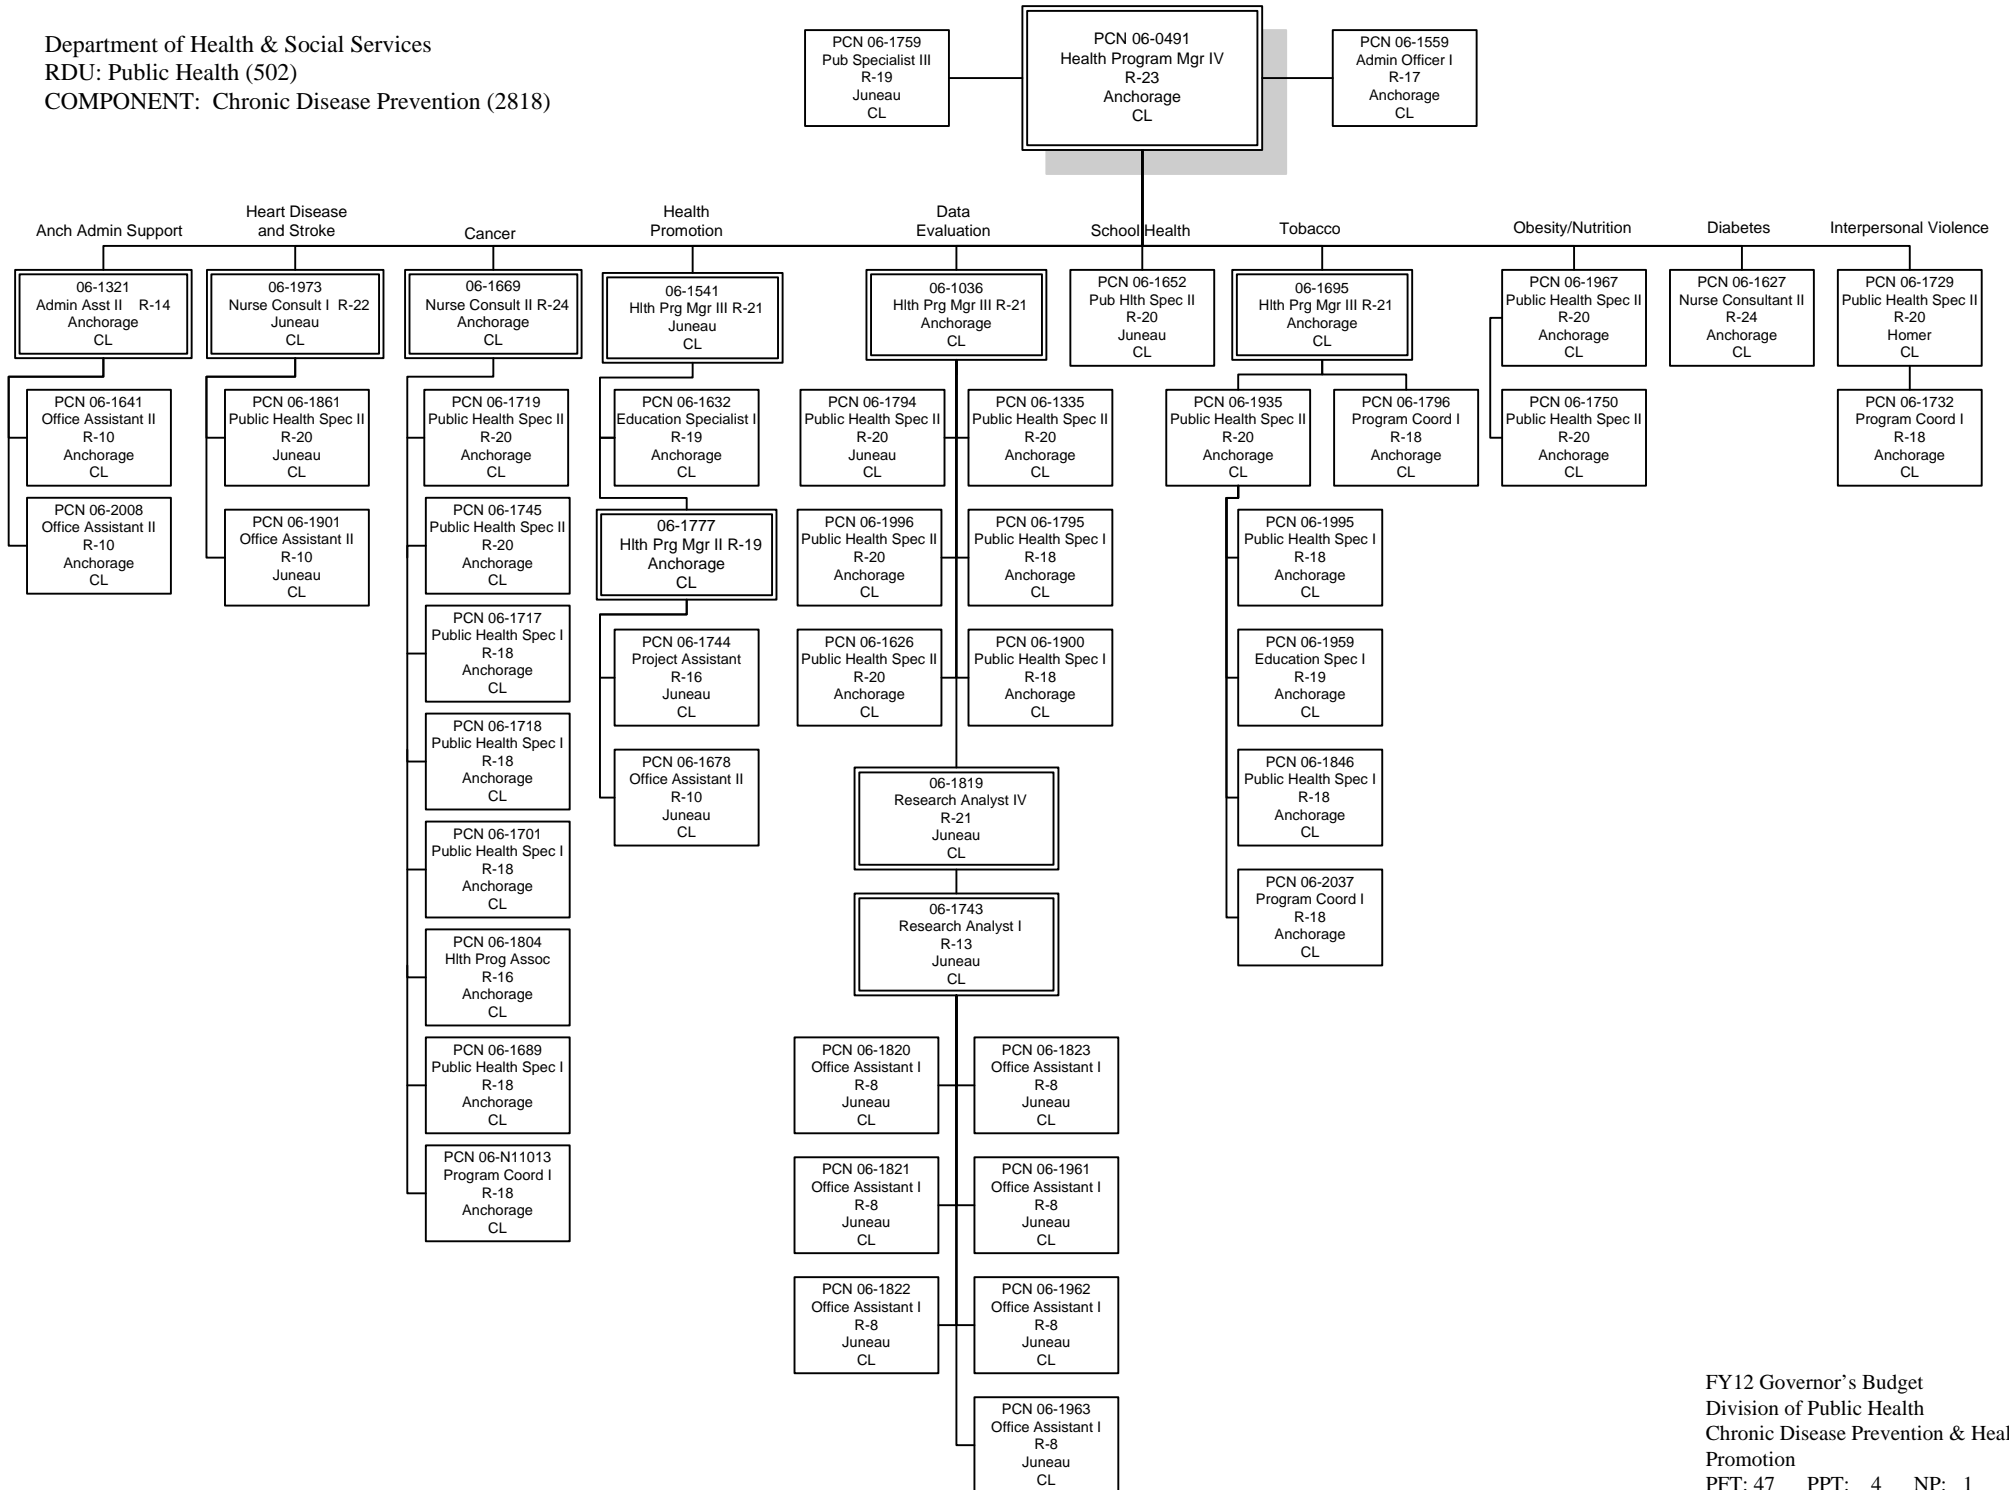 Department of Health & Social Services
RDU: Public Health (502)
COMPONENT:  Chronic Disease Prevention (2818)
PCN 06-1759
Pub Specialist III
R-19
Juneau
CL
PCN 06-0491
Health Program Mgr IV
R-23
Anchorage
CL
PCN 06-1559
Admin Officer I
R-17
Anchorage
CL
Anch Admin Support
06-1321
Admin Asst II    R-14
Anchorage
CL
PCN 06-1641
Office Assistant II
R-10
Anchorage
CL
PCN 06-2008
Office Assistant II
R-10
Anchorage
CL
Heart Disease
and Stroke
06-1973
Nurse Consult I  R-22
Juneau
CL
PCN 06-1861
Public Health Spec II
R-20
Juneau
CL
PCN 06-1901
Office Assistant II
R-10
Juneau
CL
Cancer
06-1669
Nurse Consult II R-24
Anchorage
CL
PCN 06-1719
Public Health Spec II
R-20
Anchorage
CL
PCN 06-1745
Public Health Spec II
R-20
Anchorage
CL
PCN 06-1717
Public Health Spec I
R-18
Anchorage
CL
PCN 06-1718
Public Health Spec I
R-18
Anchorage
CL
PCN 06-1701
Public Health Spec I
R-18
Anchorage
CL
PCN 06-1804
Hlth Prog Assoc
R-16
Anchorage
CL
PCN 06-1689
Public Health Spec I
R-18
Anchorage
CL
PCN 06-N11013
Program Coord I
R-18
Anchorage
CL
Health
Promotion
06-1541
Hlth Prg Mgr III R-21
Juneau
CL
PCN 06-1632
Education Specialist I
R-19
Anchorage
CL
06-1777
Hlth Prg Mgr II R-19
Anchorage
CL
PCN 06-1744
Project Assistant
R-16
Juneau
CL
PCN 06-1678
Office Assistant II
R-10
Juneau
CL
Data
Evaluation
06-1036
Hlth Prg Mgr III R-21
Anchorage
CL
PCN 06-1794
Public Health Spec II
R-20
Juneau
CL
PCN 06-1335
Public Health Spec II
R-20
Anchorage
CL
PCN 06-1996
Public Health Spec II
R-20
Anchorage
CL
PCN 06-1795
Public Health Spec I
R-18
Anchorage
CL
PCN 06-1626
Public Health Spec II
R-20
Anchorage
CL
PCN 06-1900
Public Health Spec I
R-18
Anchorage
CL
06-1819
Research Analyst IV
R-21
Juneau
CL
06-1743
Research Analyst I
R-13
Juneau
CL
PCN 06-1820
Office Assistant I
R-8
Juneau
CL
PCN 06-1823
Office Assistant I
R-8
Juneau
CL
PCN 06-1821
Office Assistant I
R-8
Juneau
CL
PCN 06-1961
Office Assistant I
R-8
Juneau
CL
PCN 06-1822
Office Assistant I
R-8
Juneau
CL
PCN 06-1962
Office Assistant I
R-8
Juneau
CL
PCN 06-1963
Office Assistant I
R-8
Juneau
CL
School Health
PCN 06-1652
Pub Hlth Spec II
R-20
Juneau
CL
Tobacco
06-1695
Hlth Prg Mgr III R-21
Anchorage
CL
PCN 06-1935
Public Health Spec II
R-20
Anchorage
CL
PCN 06-1796
Program Coord I
R-18
Anchorage
CL
PCN 06-1995
Public Health Spec I
R-18
Anchorage
CL
PCN 06-1959
Education Spec I
R-19
Anchorage
CL
PCN 06-1846
Public Health Spec I
R-18
Anchorage
CL
PCN 06-2037
Program Coord I
R-18
Anchorage
CL
Obesity/Nutrition
PCN 06-1967
Public Health Spec II
R-20
Anchorage
CL
PCN 06-1750
Public Health Spec II
R-20
Anchorage
CL
Diabetes
PCN 06-1627
Nurse Consultant II
R-24
Anchorage
CL
Interpersonal Violence
PCN 06-1729
Public Health Spec II
R-20
Homer
CL
PCN 06-1732
Program Coord I
R-18
Anchorage
CL
FY12 Governor's Budget
Division of Public Health
Chronic Disease Prevention & Heal
Promotion
PFT: 47     PPT:   4     NP:   1